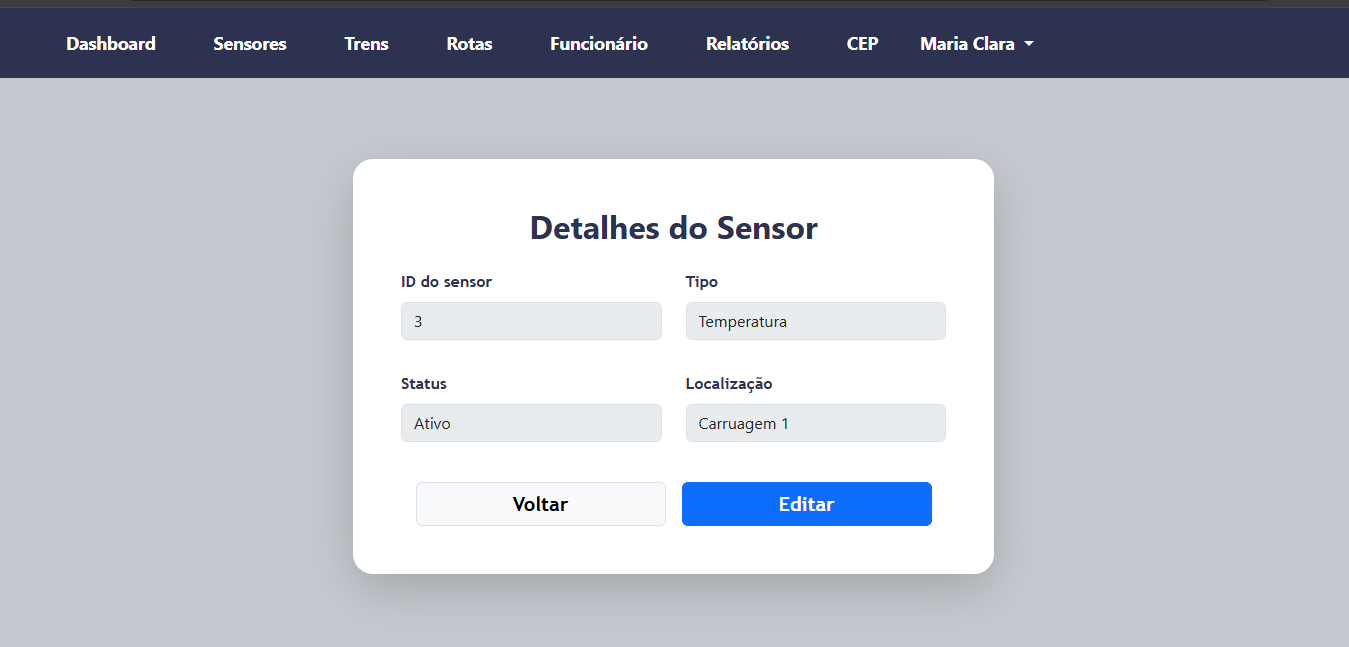 Dashboard Sensores Trens Rotas Funcionário Relatórios CEP Maria Clara
Detalhes do Sensor
ID do sensor Tipo
3 Temperatura
Status Localização
Ativo Carruagem 1
Voltar Editar